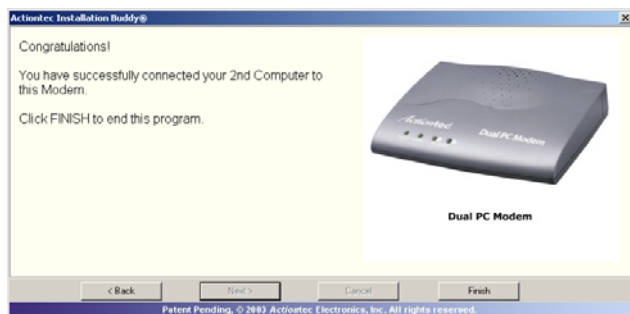 Actiontec Installation Buddy®
Congratulations!
You have successfully connected your 2nd Computer to
this Modem.
Click FINISH to end this program.
Actiontec
Dual PC Modem
Dual PC Modem
< Back
Next >
Cancel
Finish
Patent Pending, © 2003 Actiontec Electronics, Inc. All rights reserved.